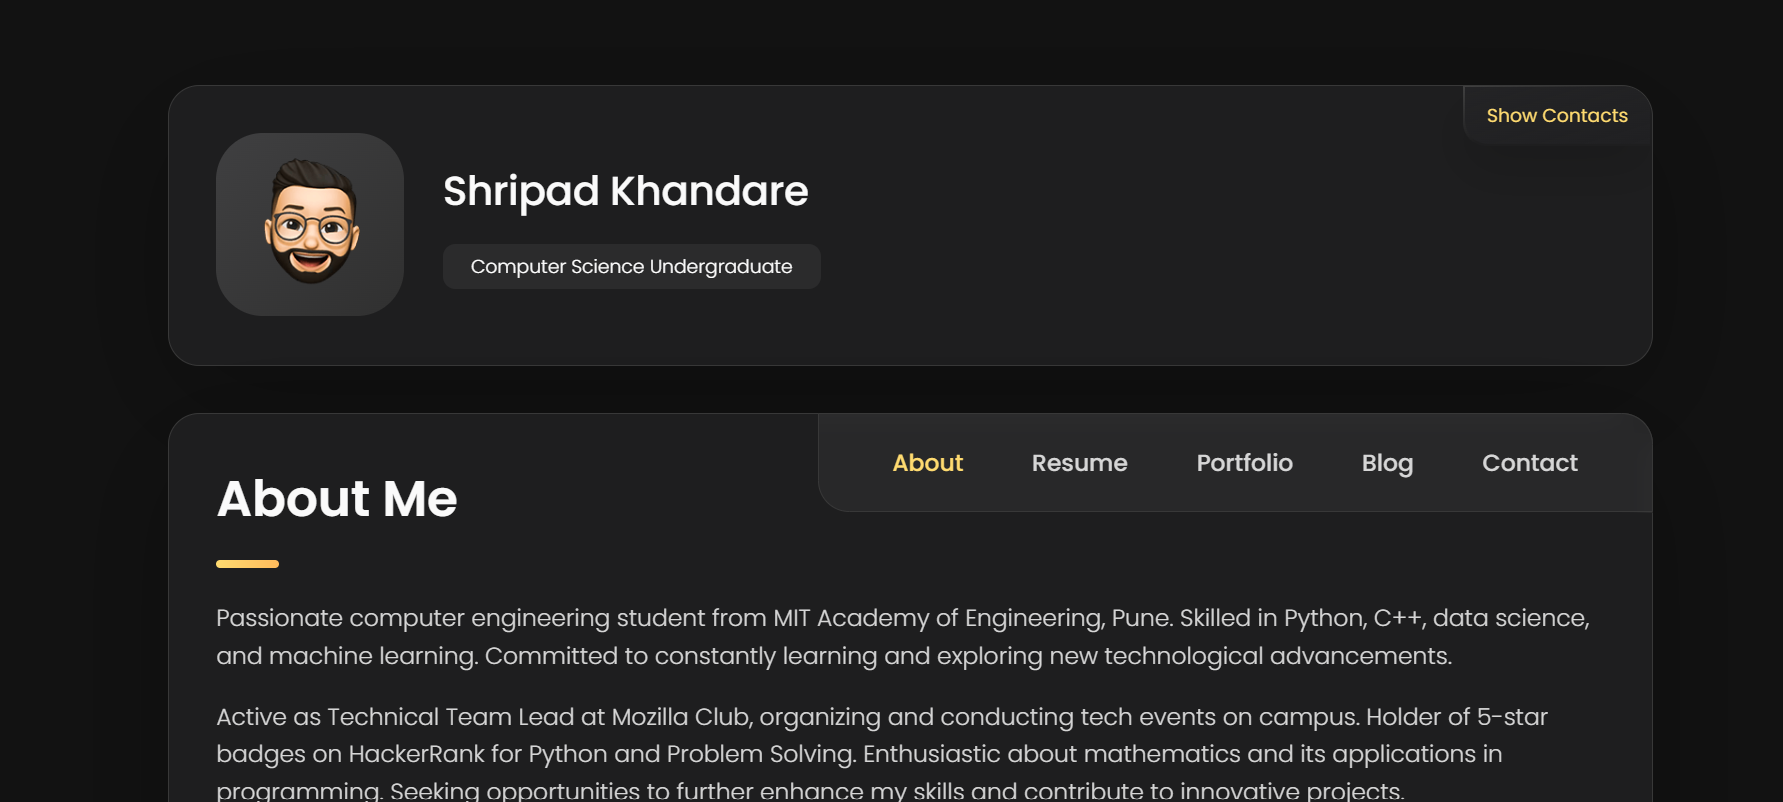 Show Contacts
Shripad Khandare
Computer Science Undergraduate
About Resume Portfolio Blog Contact
About Me
Passionate computer engineering student from MIT Academy of Engineering, Pune. Skilled in Python, C++, data science,
and machine learning. Committed to constantly learning and exploring new technological advancements.
Active as Technical Team Lead at Mozilla Club, organizing and conducting tech events on campus. Holder of 5-star
badges on HackerRank for Python and Problem Solving. Enthusiastic about mathematics and its applications in
programming. Seeking opportunities to further enhance my skills and contribute to innovative projects.